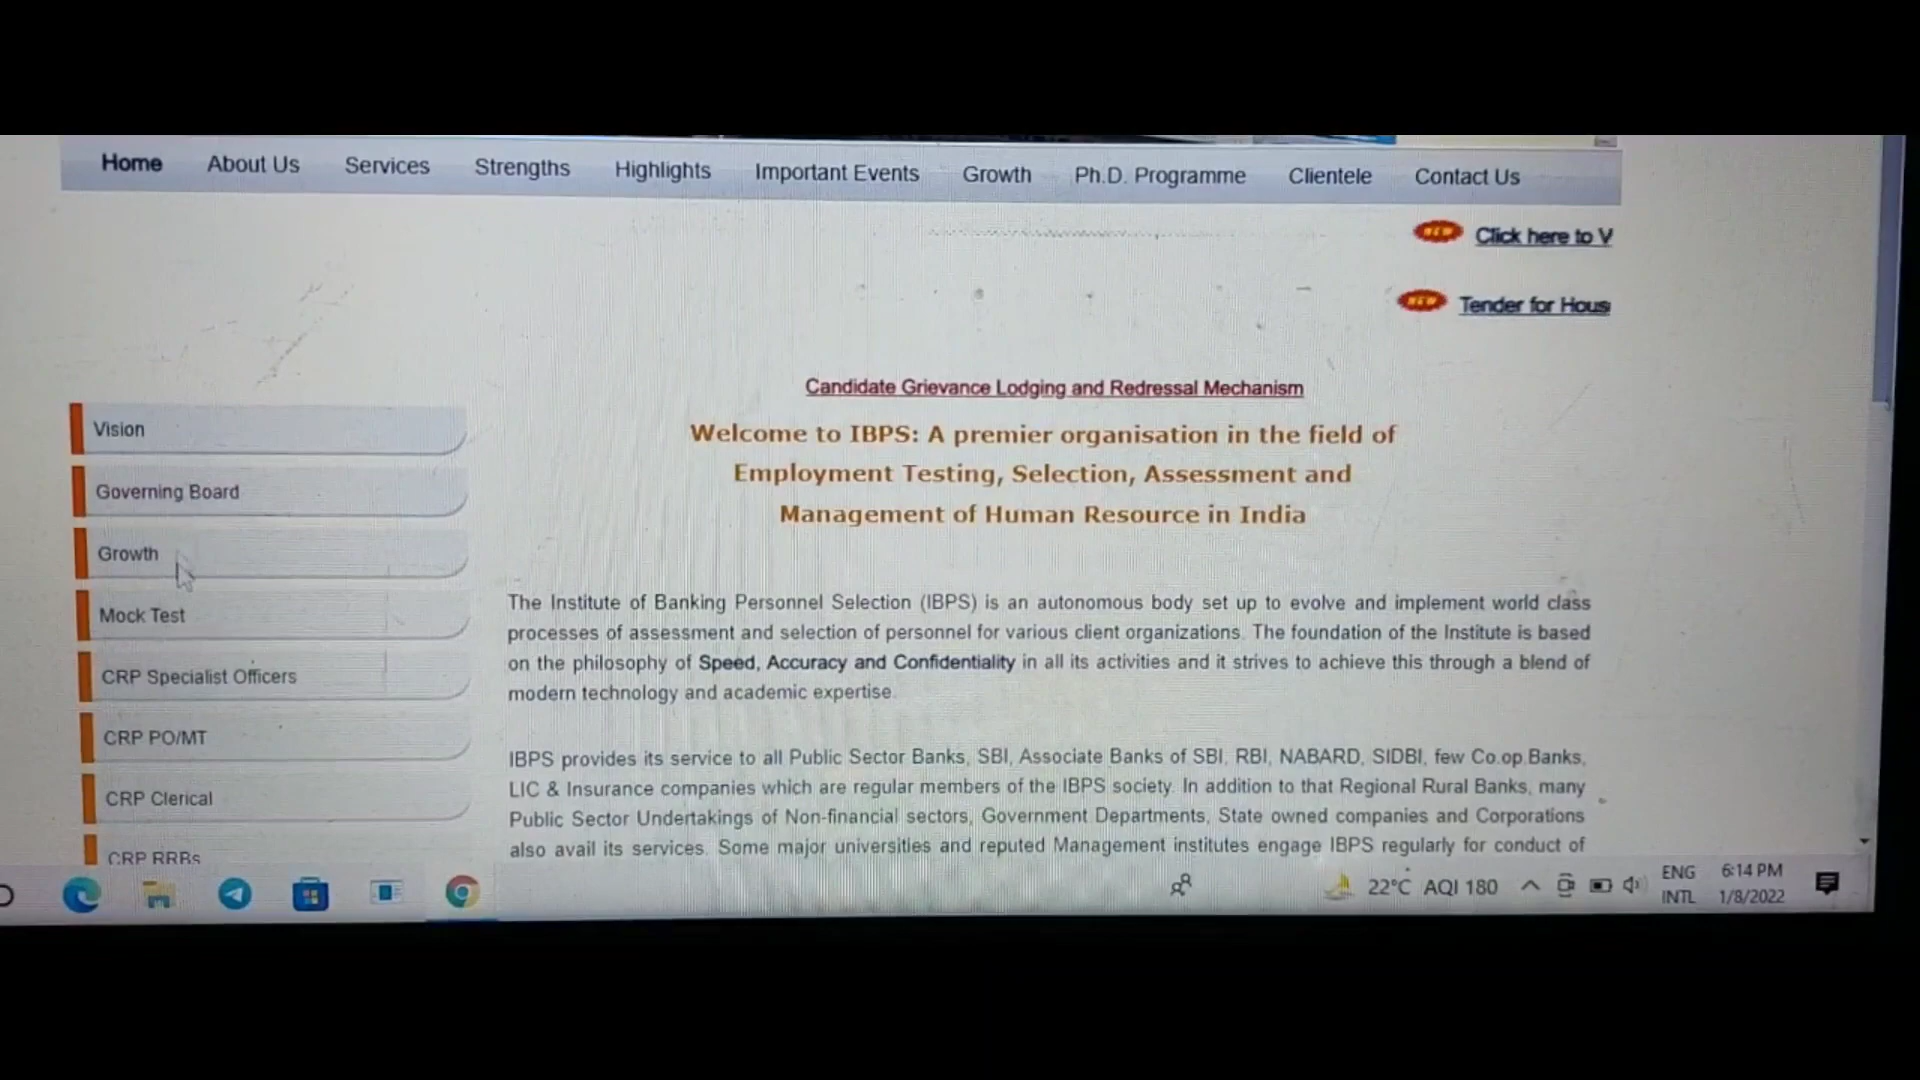 Home About Us Services Strengths Highlights Important Events Growth Ph.D. Programme Clientele Contact Us
NEW Click here to V
NEW Tender for Hous
Candidate Grievance Lodging and Redressal Mechanism
Welcome to IBPS: A premier organisation in the field of
Employment Testing, Selection, Assessment and
Management of Human Resource in India
Vision
Governing Board
Growth
Mock Test
CRP Specialist Officers
CRP PO/MT
CRP Clerical
CRP RRBs
The Institute of Banking Personnel Selection (IBPS) is an autonomous body set up to evolve and implement world class
processes of assessment and selection of personnel for various client organizations. The foundation of the Institute is based
on the philosophy of Speed, Accuracy and Confidentiality in all its activities and it strives to achieve this through a blend of
modern technology and academic expertise.
IBPS provides its service to all Public Sector Banks, SBI, Associate Banks of SBI, RBI, NABARD, SIDBI, few Co.op.Banks,
LIC & Insurance companies which are regular members of the IBPS society. In addition to that Regional Rural Banks, many
Public Sector Undertakings of Non-financial sectors, Government Departments, State owned companies and Corporations
also avail its services. Some major universities and reputed Management institutes engage IBPS regularly for conduct of
22°C AQI 180
ENG
INTL
6:14 PM
1/8/2022